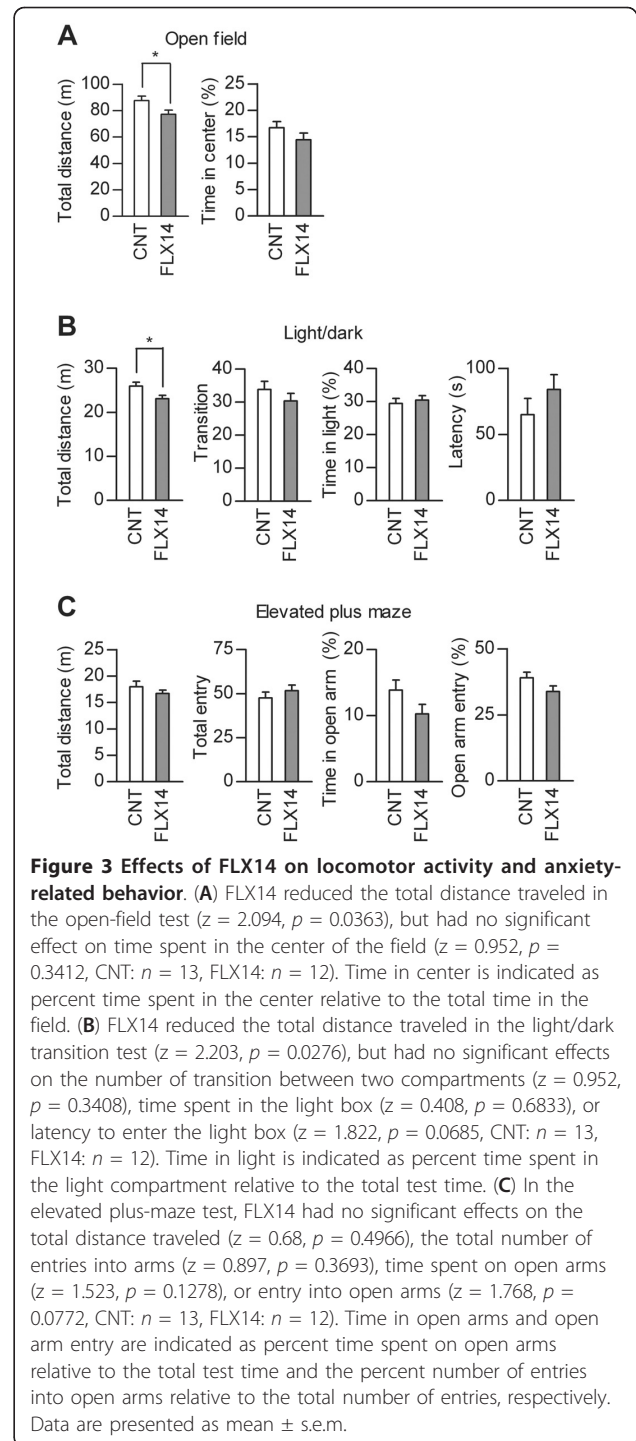 A
Open field
*
Total distance (m)
100
80
60
40
20
0
CNT
FLX14
Time in center (%)
25
20
15
10
5
0
CNT
FLX14
B
Light/dark
*
Total distance (m)
30
20
10
0
CNT
FLX14
Transition
40
30
20
10
0
CNT
FLX14
Time in light (%)
40
30
20
10
0
CNT
FLX14
Latency (s)
100
50
0
CNT
FLX14
C
Elevated plus maze
Total distance (m)
25
20
15
10
5
0
CNT
FLX14
Total entry
75
50
25
0
CNT
FLX14
Time in open arm (%)
20
10
0
CNT
FLX14
Open arm entry (%)
50
25
0
CNT
FLX14
Figure 3 Effects of FLX14 on locomotor activity and anxiety-
related behavior. (A) FLX14 reduced the total distance traveled in
the open-field test (z = 2.094, p = 0.0363), but had no significant
effect on time spent in the center of the field (z = 0.952, p =
0.3412, CNT: n = 13, FLX14: n = 12). Time in center is indicated as
percent time spent in the center relative to the total time in the
field. (B) FLX14 reduced the total distance traveled in the light/dark
transition test (z = 2.203, p = 0.0276), but had no significant effects
on the number of transition between two compartments (z = 0.952,
p = 0.3408), time spent in the light box (z = 0.408, p = 0.6833), or
latency to enter the light box (z = 1.822, p = 0.0685, CNT: n = 13,
FLX14: n = 12). Time in light is indicated as percent time spent in
the light compartment relative to the total test time. (C) In the
elevated plus-maze test, FLX14 had no significant effects on the
total distance traveled (z = 0.68, p = 0.4966), the total number of
entries into arms (z = 0.897, p = 0.3693), time spent on open arms
(z = 1.523, p = 0.1278), or entry into open arms (z = 1.768, p =
0.0772, CNT: n = 13, FLX14: n = 12). Time in open arms and open
arm entry are indicated as percent time spent on open arms
relative to the total test time and the percent number of entries
into open arms relative to the total number of entries, respectively.
Data are presented as mean ± s.e.m.